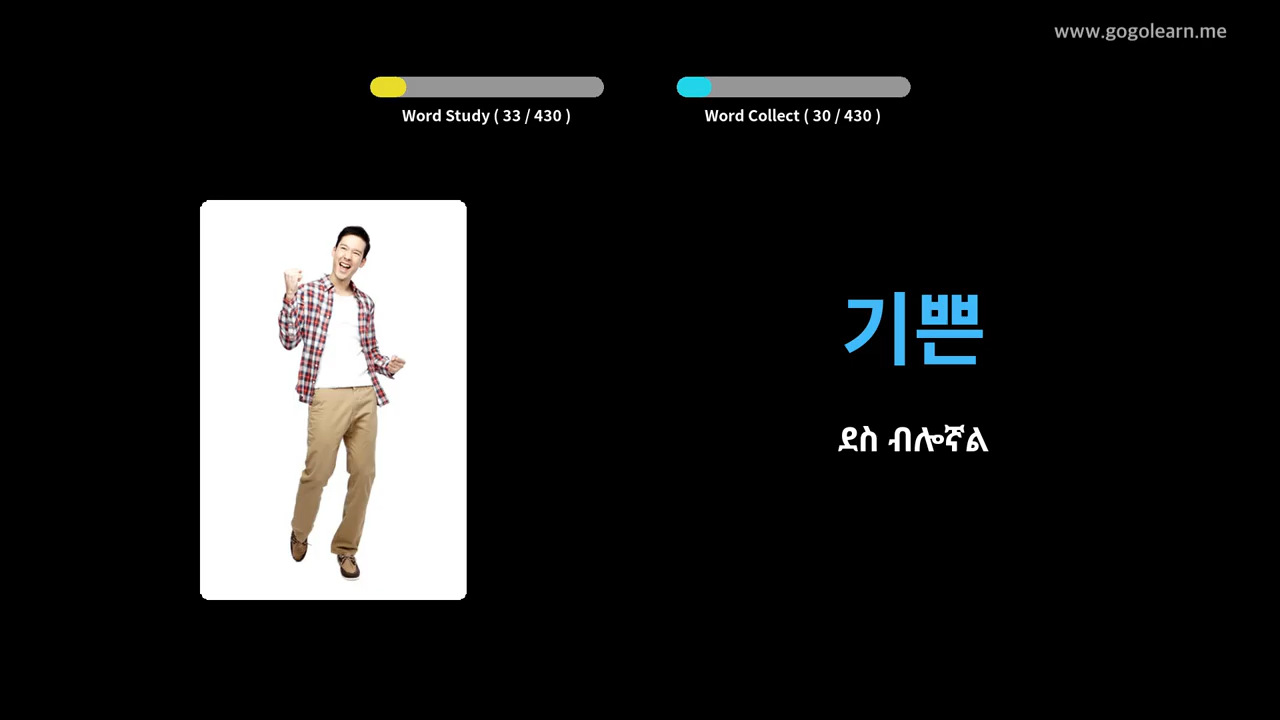 www.gogolearn.me
Word Study ( 33 / 430 )
Word Collect ( 30 / 430 )
기쁜
ደስ ብሎኛል